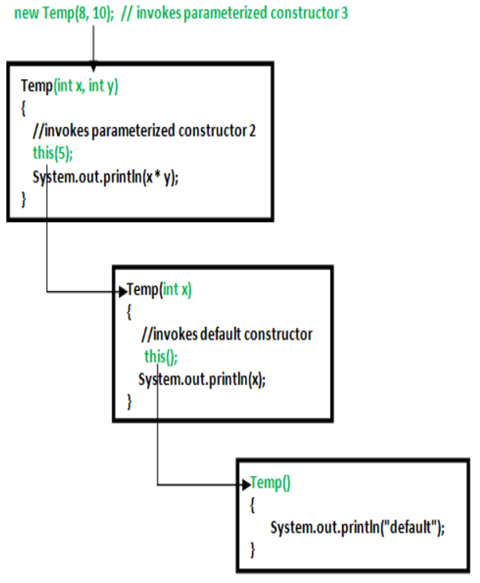 new Temp(8, 10); // invokes parameterized constructor 3
Temp(int x, int y)
{
//invokes parameterized constructor 2
this(5);
System.out.println(x * y);
}
Temp(int x)
{
//invokes default constructor
this();
System.out.println(x);
}
Temp()
{
System.out.println("default");
}